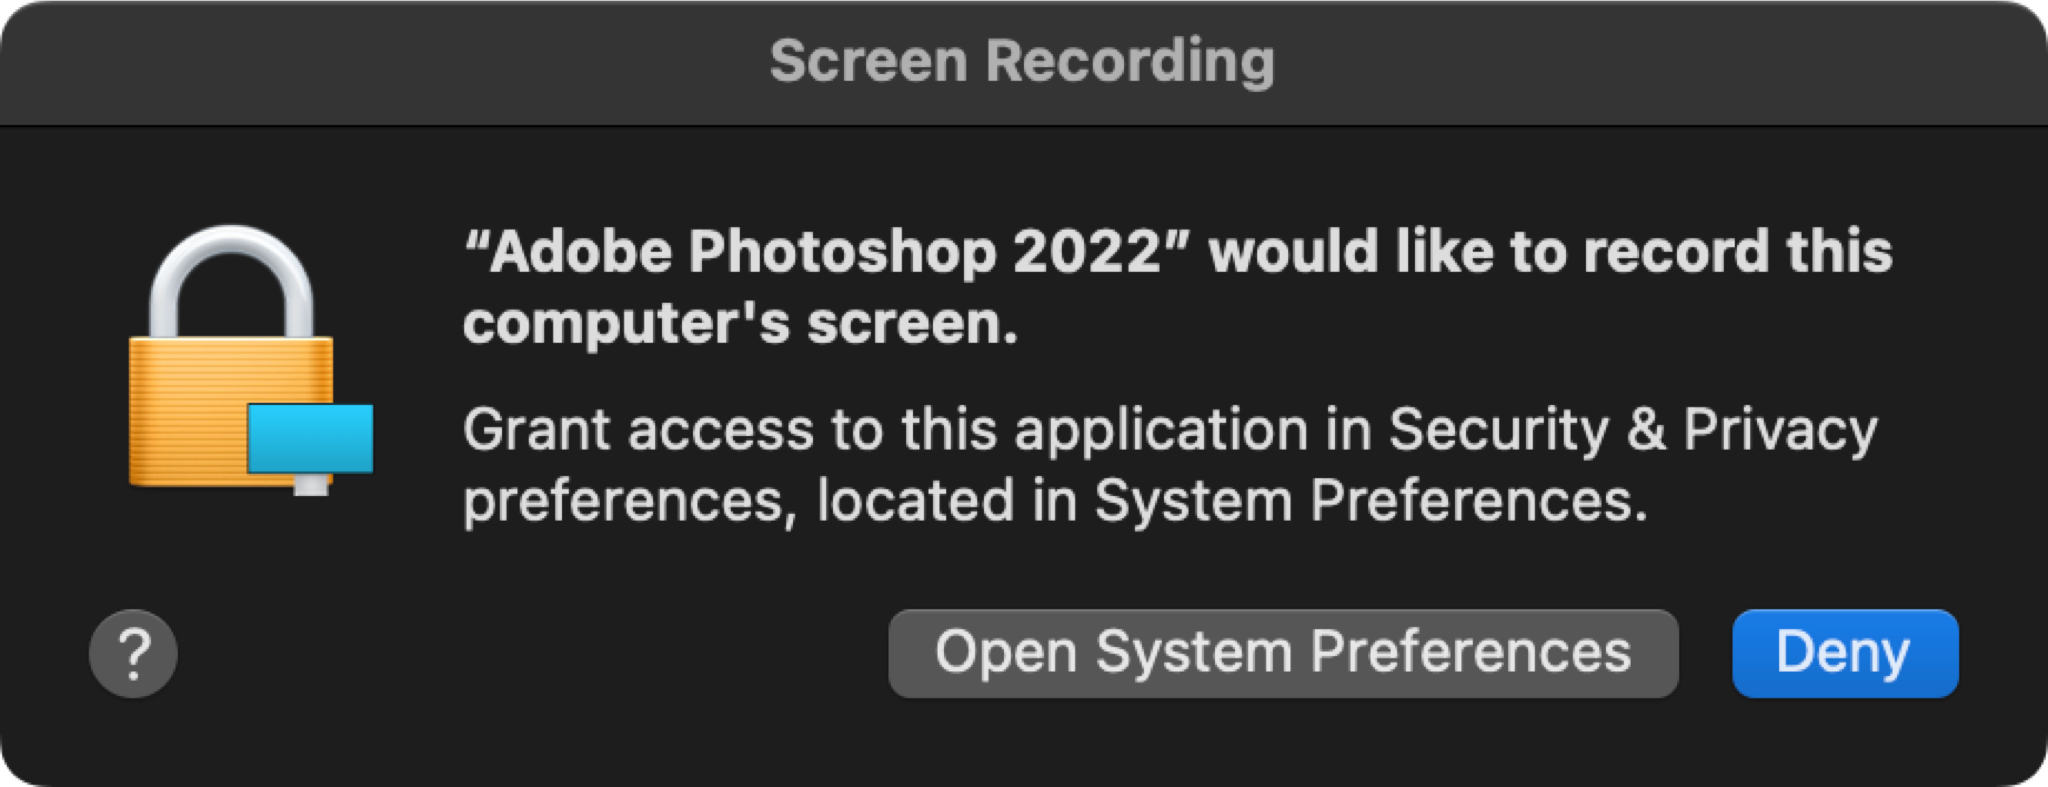 Screen Recording
“Adobe Photoshop 2022” would like to record this
computer's screen.
Grant access to this application in Security & Privacy
preferences, located in System Preferences.
?
Open System Preferences
Deny